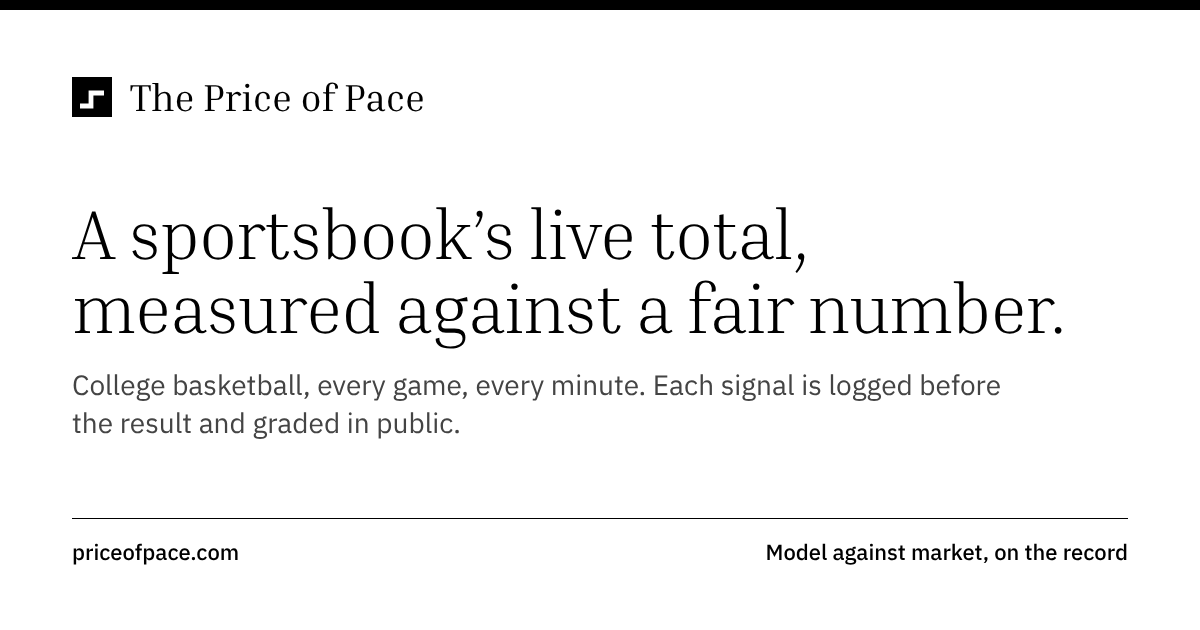 The Price of Pace
A sportsbook’s live total,
measured against a fair number.
College basketball, every game, every minute. Each signal is logged before
the result and graded in public.
priceofpace.com
Model against market, on the record